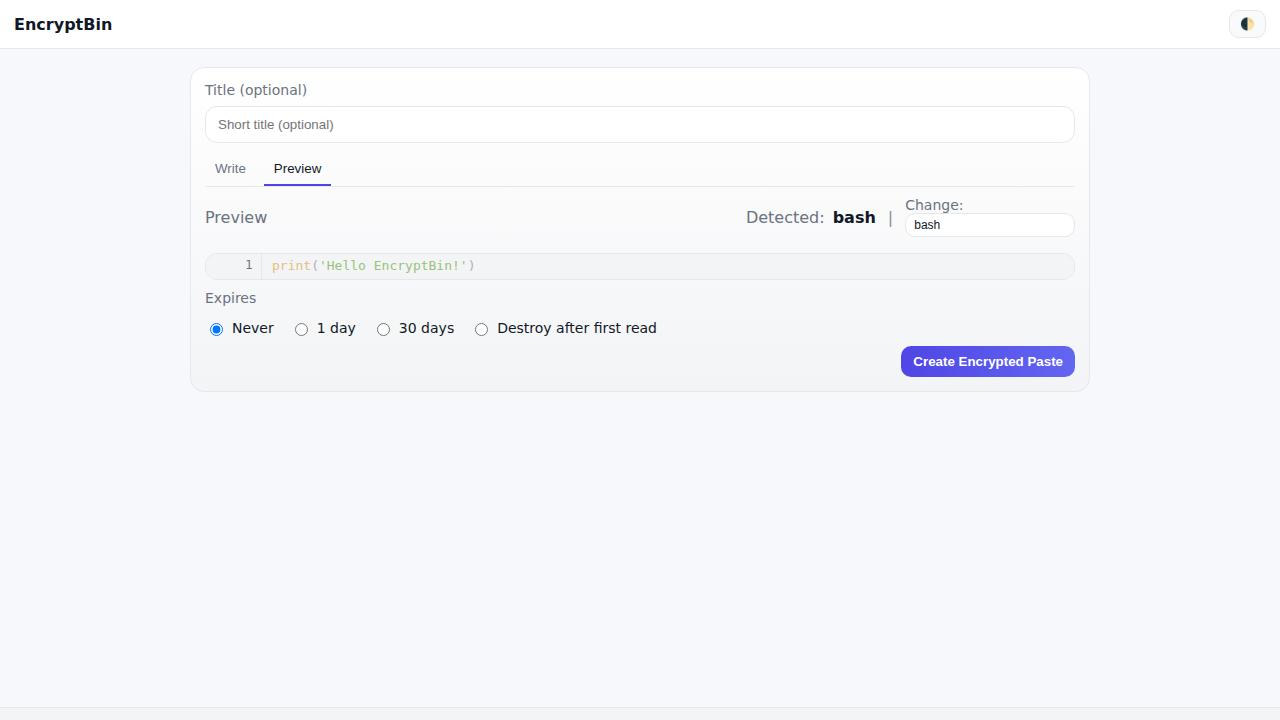 EncryptBin
Title (optional)
Short title (optional)
Write Preview
Preview Detected: bash | Change:
bash
1 print('Hello EncryptBin!')
Expires
Never 1 day 30 days Destroy after first read
Create Encrypted Paste